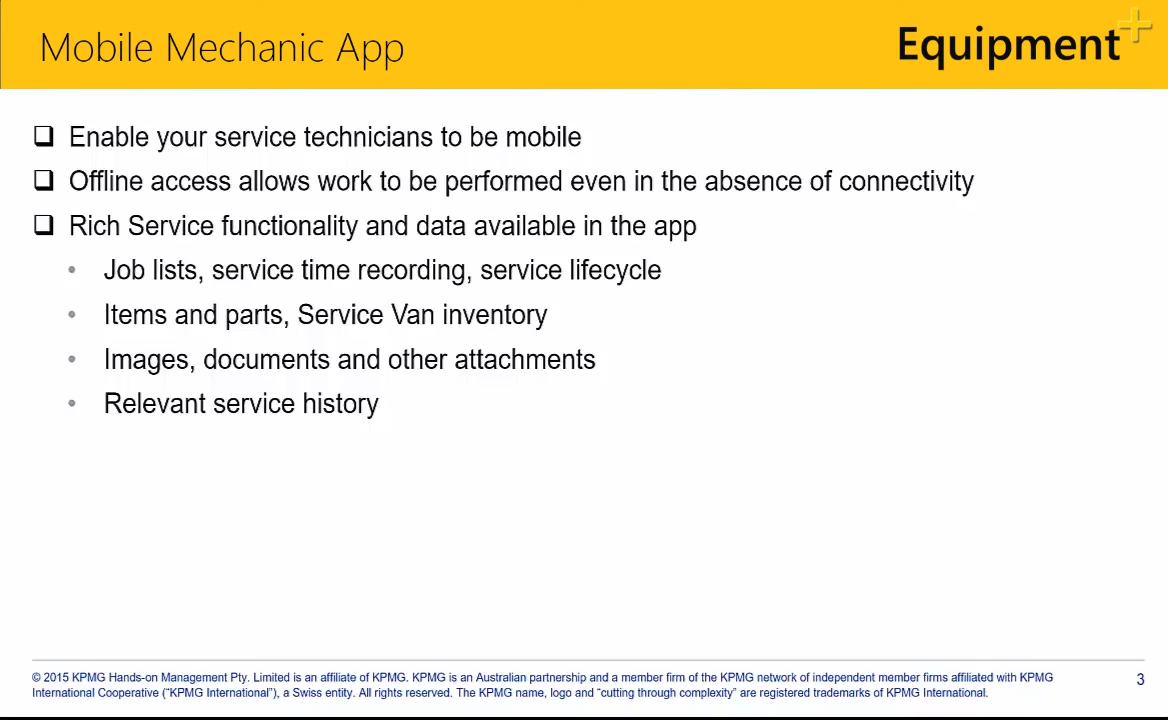 Mobile Mechanic App
Equipment+
Enable your service technicians to be mobile
Offline access allows work to be performed even in the absence of connectivity
Rich Service functionality and data available in the app
• Job lists, service time recording, service lifecycle
• Items and parts, Service Van inventory
• Images, documents and other attachments
• Relevant service history
© 2015 KPMG Hands-on Management Pty. Limited is an affiliate of KPMG. KPMG is an Australian partnership and a member firm of the KPMG network of independent member firms affiliated with KPMG
International Cooperative (“KPMG International”), a Swiss entity. All rights reserved. The KPMG name, logo and “cutting through complexity” are registered trademarks of KPMG International.
3